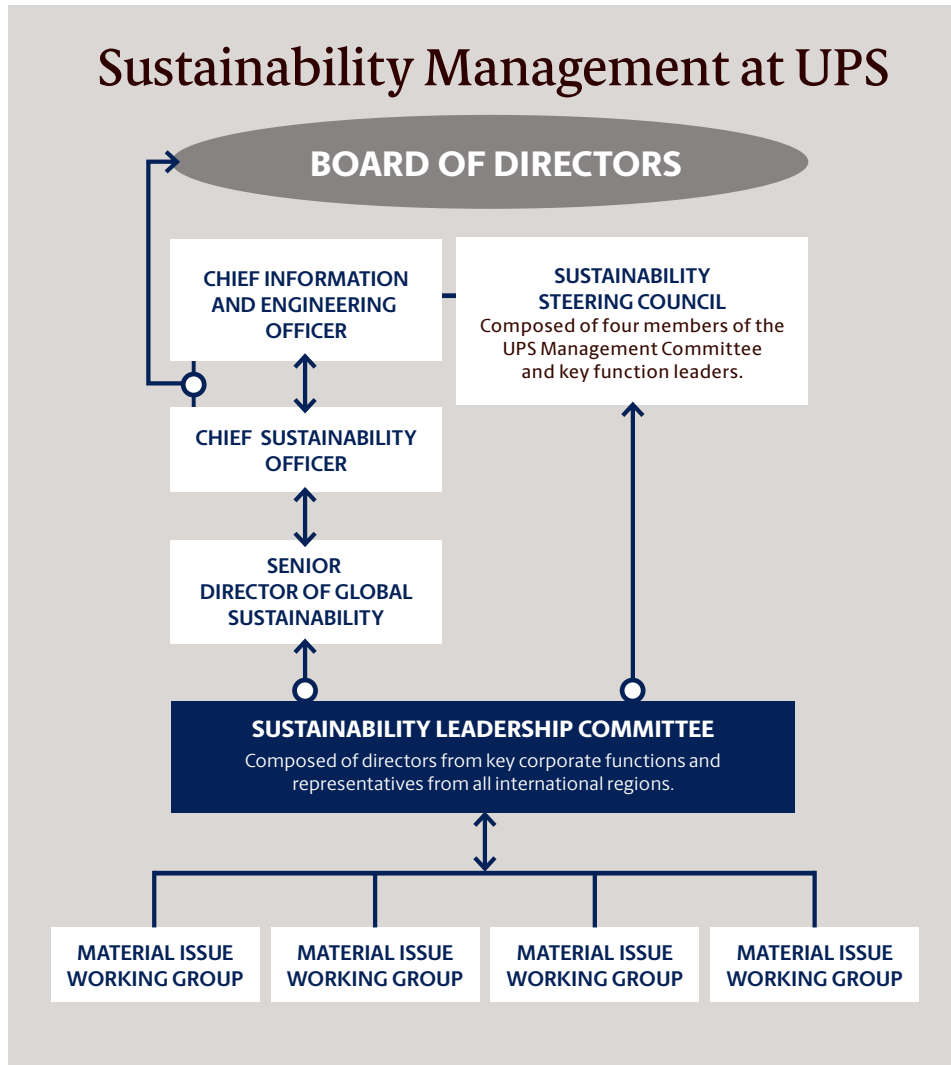 Sustainability Management at UPS
BOARD OF DIRECTORS
CHIEF INFORMATION
AND ENGINEERING
OFFICER
SUSTAINABILITY
STEERING COUNCIL
Composed of four members of the
UPS Management Committee
and key function leaders.
CHIEF SUSTAINABILITY
OFFICER
SENIOR
DIRECTOR OF GLOBAL
SUSTAINABILITY
SUSTAINABILITY LEADERSHIP COMMITTEE
Composed of directors from key corporate functions and
representatives from all international regions.
MATERIAL ISSUE
WORKING GROUP
MATERIAL ISSUE
WORKING GROUP
MATERIAL ISSUE
WORKING GROUP
MATERIAL ISSUE
WORKING GROUP